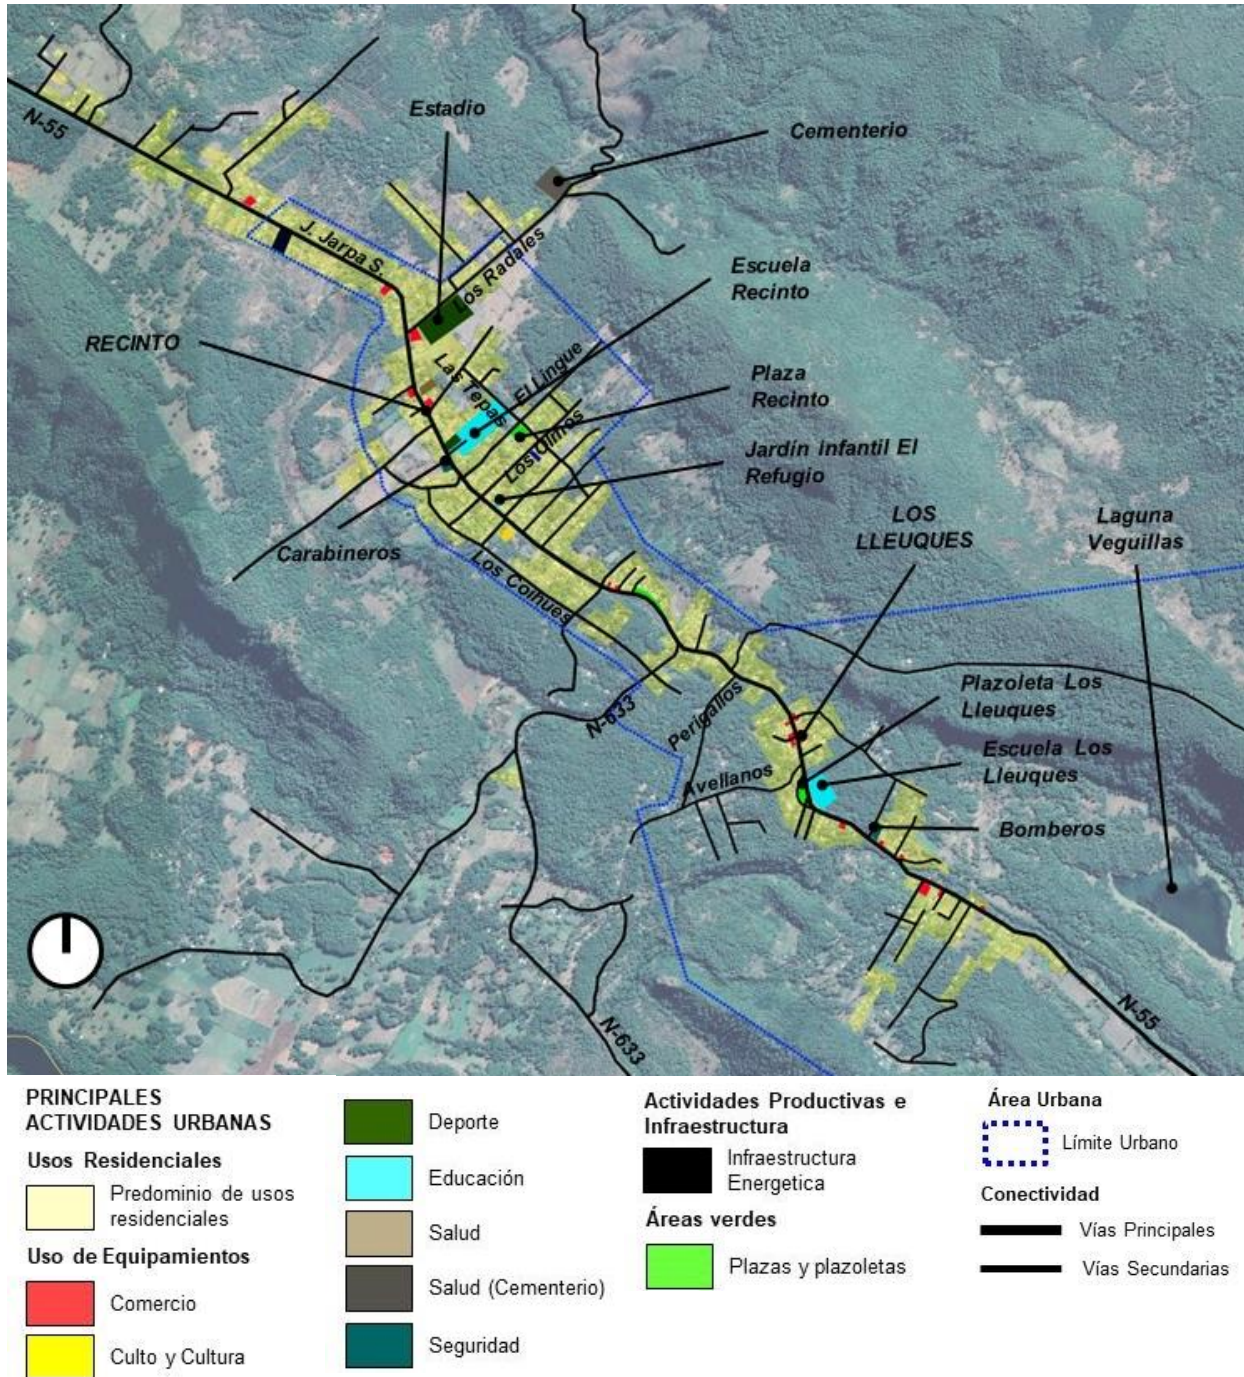 Estadio
Cementerio
N-55
J. Jarpa S.
Los Radales
Escuela
Recinto
RECINTO
Las Tepas
El Lingue
Plaza
Recinto
Los Olmos
Jardín infantil El
Refugio
LOS
LLEUQUES
Laguna
Veguillas
Carabineros
Los Coihues
N-633
Perigallos
Plazoleta Los
Lleuques
Avellanos
Escuela Los
Lleuques
Bomberos
N-55
N-633
PRINCIPALES
ACTIVIDADES URBANAS
Usos Residenciales
Predominio de usos
residenciales
Uso de Equipamientos
Comercio
Culto y Cultura
Deporte
Educación
Salud
Salud (Cementerio)
Seguridad
Actividades Productivas e
Infraestructura
Infraestructura
Energetica
Áreas verdes
Plazas y plazoletas
Área Urbana
Límite Urbano
Conectividad
Vías Principales
Vías Secundarias